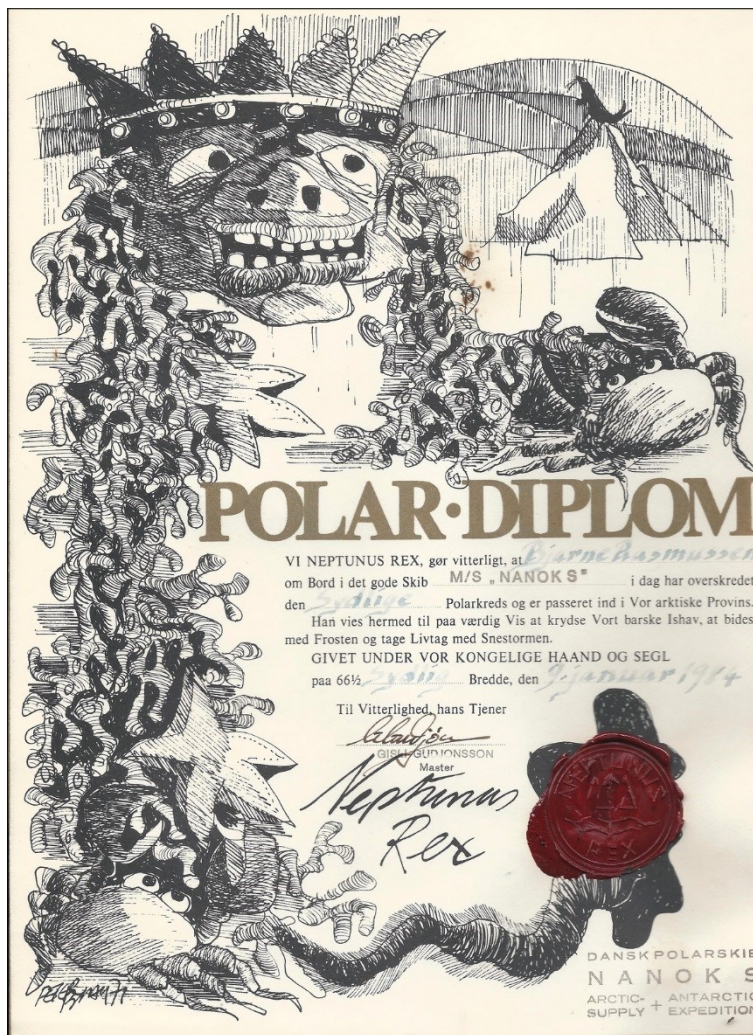 POLAR·DIPLOM
VI NEPTUNUS REX, gør vitterligt, at Bjarne Rasmussen
om Bord i det gode Skib M/S „NANOK S" i dag har overskredet
den Sydlige Polarkreds og er passeret ind i Vor arktiske Provins.
Han vies hermed til paa værdig Vis at krydse Vort barske Ishav, at bides
med Frosten og tage Livtag med Snestormen.
GIVET UNDER VOR KONGELIGE HAAND OG SEGL
paa 66½ Sydlig Bredde, den 9. januar 1984
Til Vitterlighed, hans Tjener
GISLI GUDJONSSON
Master
Neptunus
Rex
NEPTUNUS
REX
DANSK POLARSKIB
NANOK S
ARCTIC- + ANTARCTIC
SUPPLY EXPEDITION